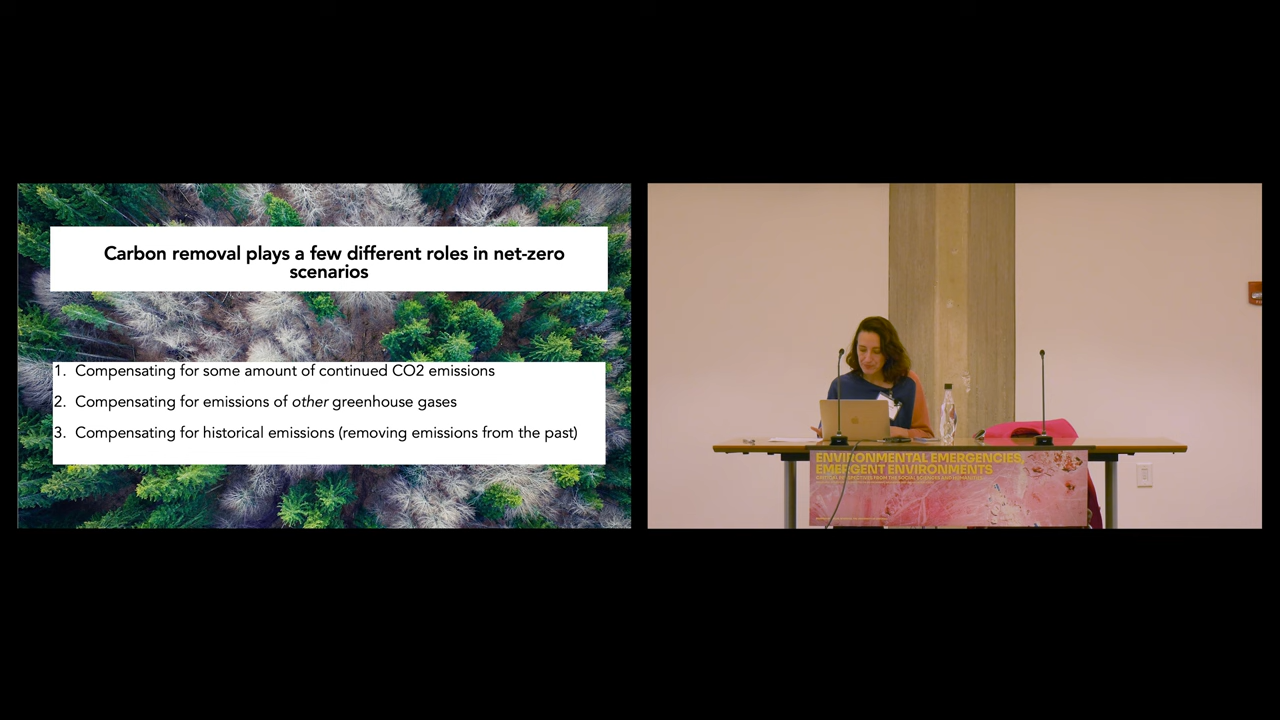 Carbon removal plays a few different roles in net-zero
scenarios
1. Compensating for some amount of continued CO2 emissions
2. Compensating for emissions of other greenhouse gases
3. Compensating for historical emissions (removing emissions from the past)
ENVIRONMENTAL EMERGENCIES,
EMERGENT ENVIRONMENTS